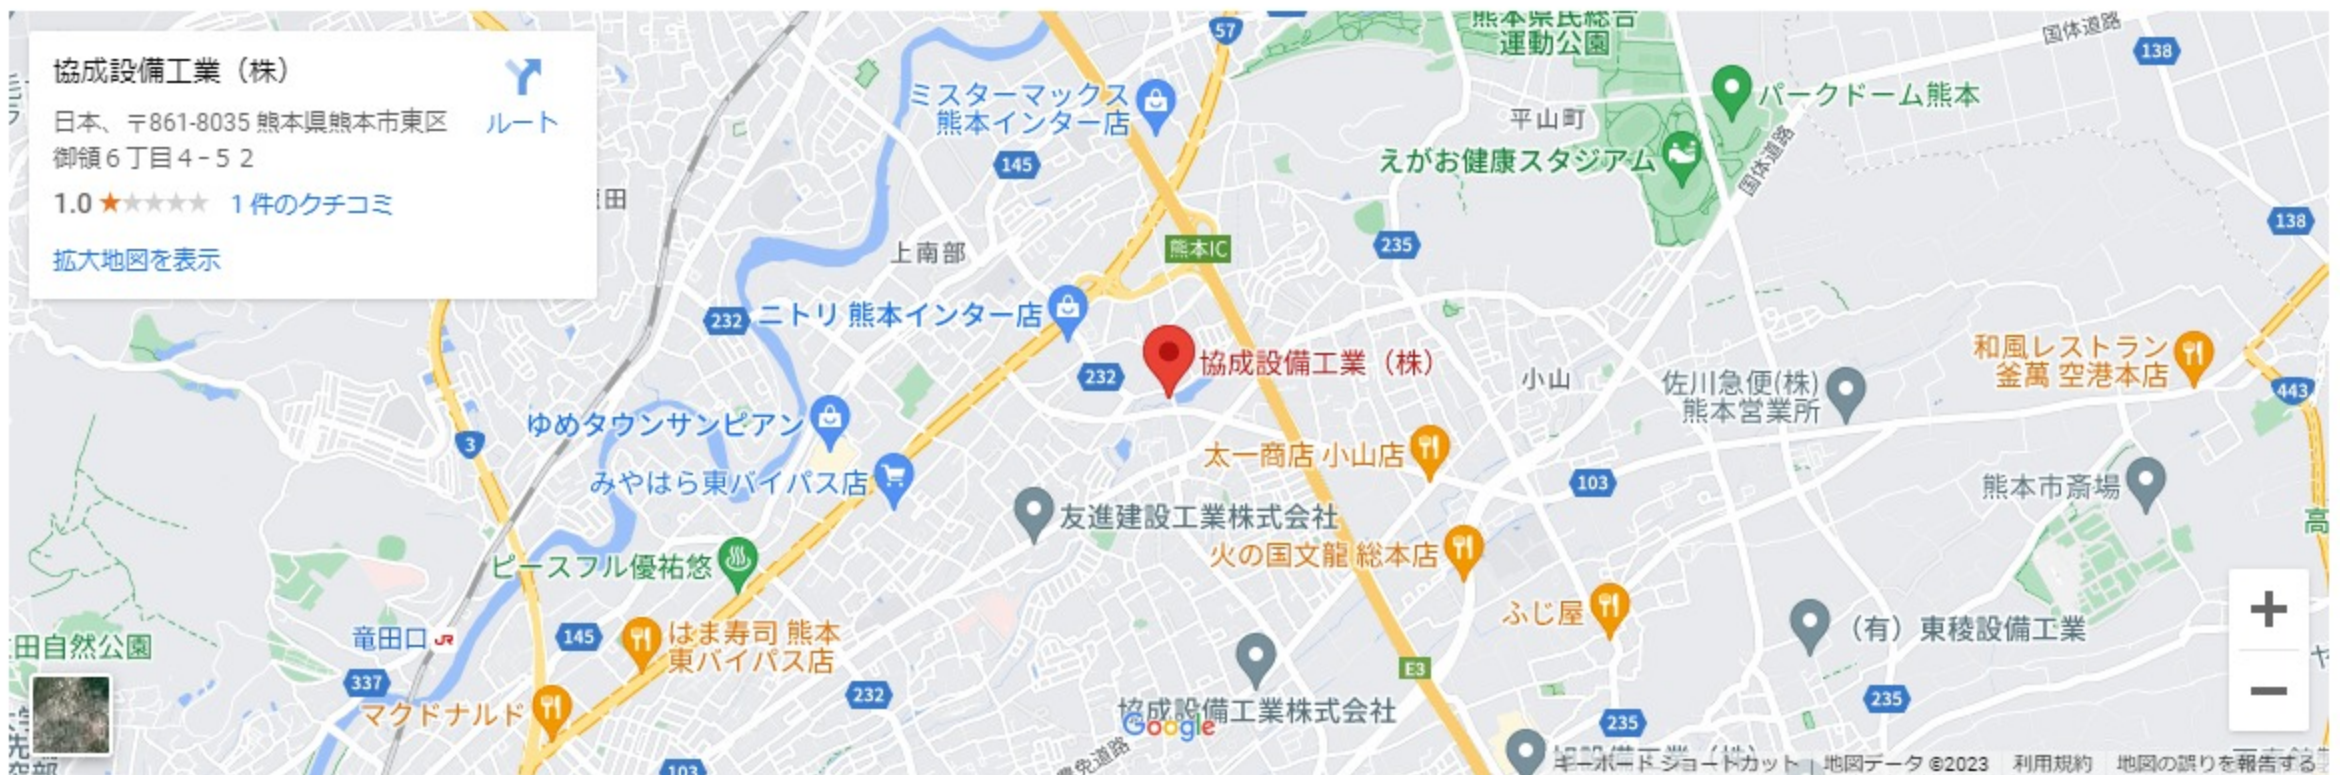 協成設備工業（株）
日本、〒861-8035 熊本県熊本市東区
御領６丁目４−５２
ルート
1.0
1 件のクチコミ
拡大地図を表示
57
熊本県民総合
運動公園
国体道路
138
ミスターマックス
熊本インター店
平山町
パークドーム熊本
145
えがお健康スタジアム
国体道路
138
上南部
熊本IC
235
232
ニトリ 熊本インター店
協成設備工業（株）
232
小山
佐川急便(株)
熊本営業所
和風レストラン
釜萬 空港本店
443
3
ゆめタウンサンピアン
太一商店 小山店
みやはら東バイパス店
103
熊本市斎場
友進建設工業株式会社
火の国文龍 総本店
ピースフル優祐悠
ふじ屋
（有）東稜設備工業
竜田口
JR
145
はま寿司 熊本
東バイパス店
田自然公園
E3
337
232
235
マクドナルド
協成設備工業株式会社
Google
235
103
キーボード ショートカット
地図データ ©2023
利用規約
地図の誤りを報告する